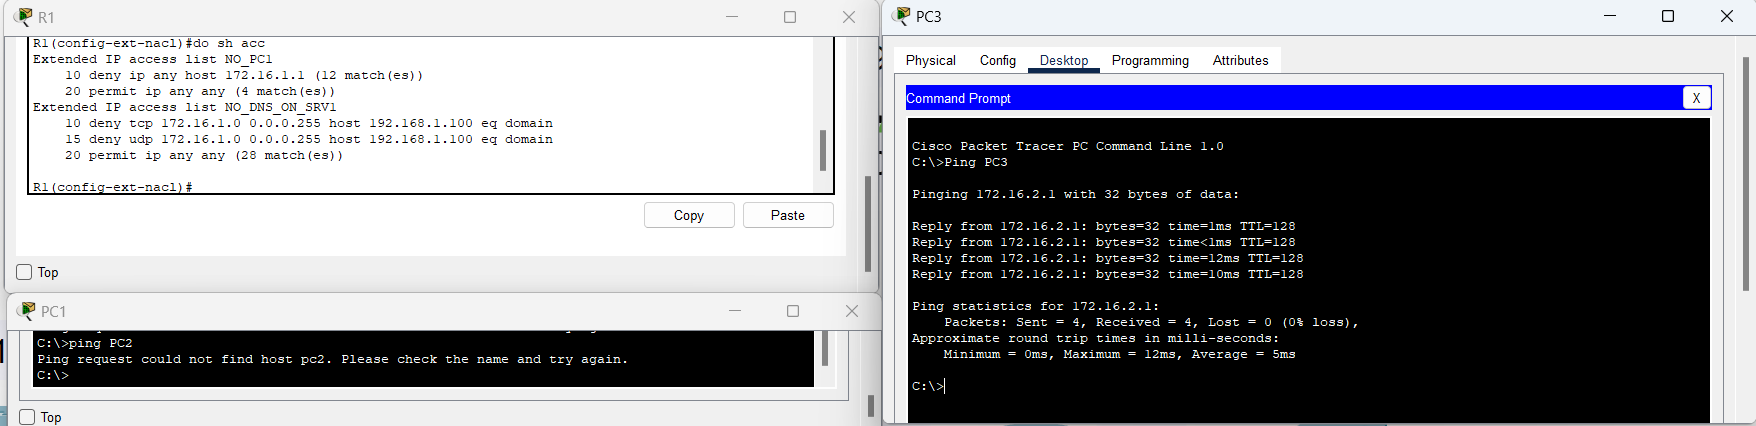 R1
R1(config-ext-nacl)#do sh acc
Extended IP access list NO_PC1
10 deny ip any host 172.16.1.1 (12 match(es))
20 permit ip any any (4 match(es))
Extended IP access list NO_DNS_ON_SRV1
10 deny tcp 172.16.1.0 0.0.0.255 host 192.168.1.100 eq domain
15 deny udp 172.16.1.0 0.0.0.255 host 192.168.1.100 eq domain
20 permit ip any any (28 match(es))
R1(config-ext-nacl)#
Copy
Paste
Top
PC1
C:\>ping PC2
Ping request could not find host pc2. Please check the name and try again.
C:\>
Top
PC3
Physical Config Desktop Programming Attributes
Command Prompt
X
Cisco Packet Tracer PC Command Line 1.0
C:\>Ping PC3
Pinging 172.16.2.1 with 32 bytes of data:
Reply from 172.16.2.1: bytes=32 time=1ms TTL=128
Reply from 172.16.2.1: bytes=32 time<1ms TTL=128
Reply from 172.16.2.1: bytes=32 time=12ms TTL=128
Reply from 172.16.2.1: bytes=32 time=10ms TTL=128
Ping statistics for 172.16.2.1:
Packets: Sent = 4, Received = 4, Lost = 0 (0% loss),
Approximate round trip times in milli-seconds:
Minimum = 0ms, Maximum = 12ms, Average = 5ms
C:\>